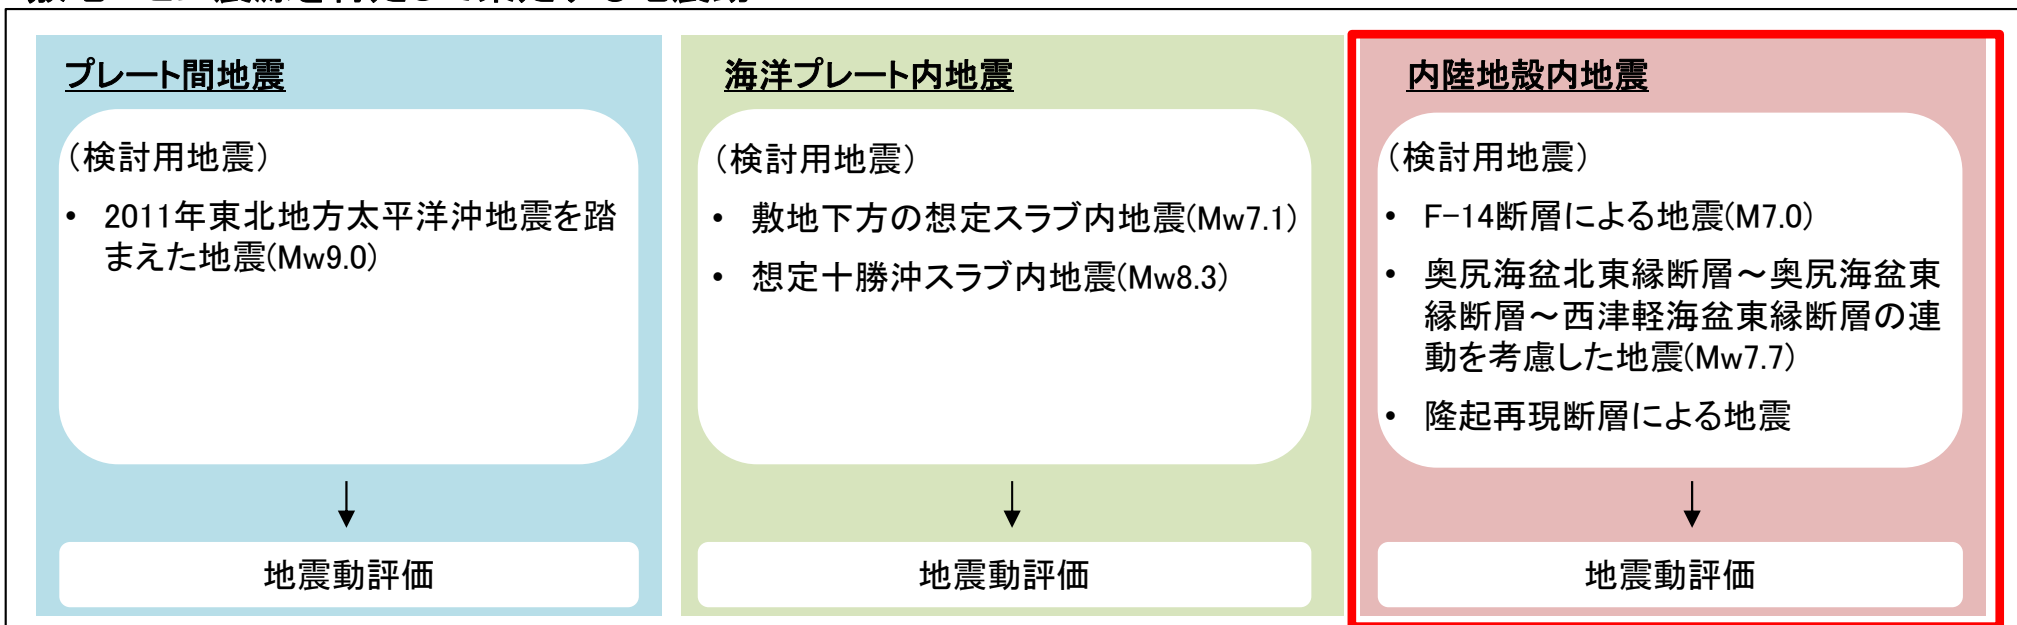 プレート間地震
(検討用地震)
• 2011年東北地方太平洋沖地震を踏
まえた地震(Mw9.0)
地震動評価
海洋プレート内地震
(検討用地震)
• 敷地下方の想定スラブ内地震(Mw7.1)
• 想定十勝沖スラブ内地震(Mw8.3)
地震動評価
内陸地殻内地震
(検討用地震)
• F-14断層による地震(M7.0)
• 奥尻海盆北東縁断層～奥尻海盆東
縁断層～西津軽海盆東縁断層の連
動を考慮した地震(Mw7.7)
• 隆起再現断層による地震
地震動評価